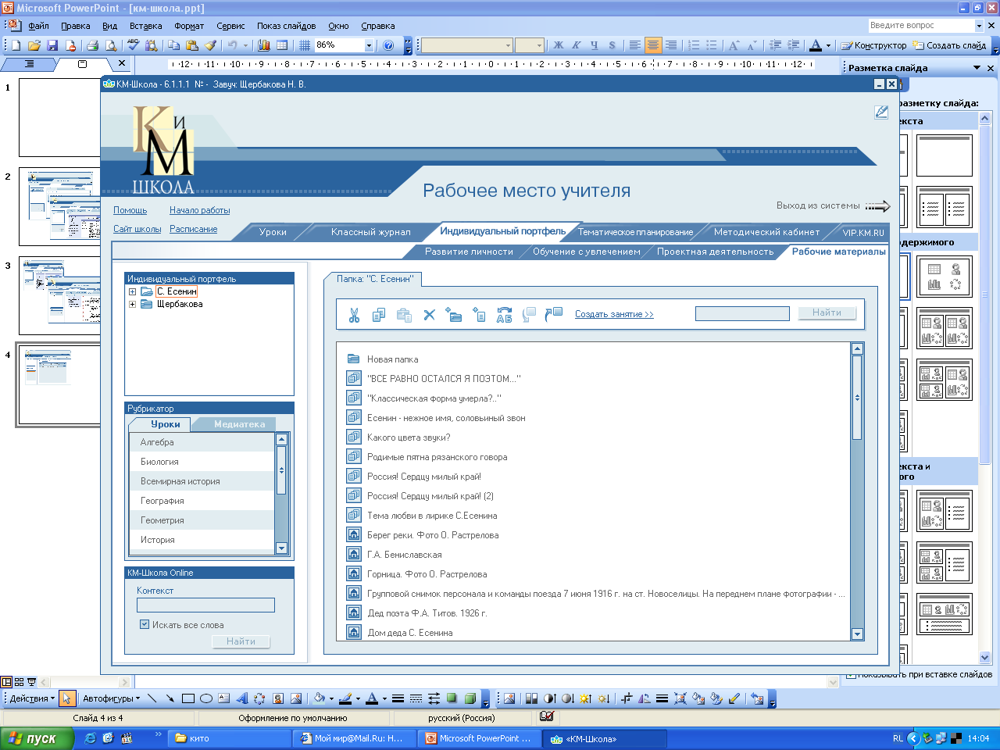 Microsoft PowerPoint - [км-школа.ppt]
Файл Правка Вид Вставка Формат Сервис Показ слайдов Окно Справка
Введите вопрос
86%
Ж К Ч S
Конструктор Создать слайд
12 11 10 9 8 7 6 5 4 3 2 1 0 1 2 3 4 5 6 7 8 9 10 11 12
Разметка слайда
1
2
3
4
КМ-Школа - 6.1.1.1 № - Завуч: Щербакова Н. В.
разметку слайда:
екста
К и
М
ШКОЛА
Рабочее место учителя
Выход из системы
Помощь Начало работы
Сайт школы Расписание
Уроки Классный журнал Индивидуальный портфель Тематическое планирование Методический кабинет VIP.KM.RU
Развитие личности Обучение с увлечением Проектная деятельность Рабочие материалы
одержимого
Индивидуальный портфель
С. Есенин
Щербакова
Папка: "С. Есенин"
Создать занятие >>
Найти
Новая папка
"ВСЕ РАВНО ОСТАЛСЯ Я ПОЭТОМ..."
"Классическая форма умерла?.."
Есенин - нежное имя, соловьиный звон
Какого цвета звуки?
Родимые пятна рязанского говора
Россия! Сердцу милый край!
Россия! Сердцу милый край! (2)
Тема любви в лирике С.Есенина
Берег реки. Фото О. Растрелова
Г.А. Бениславская
Горница. Фото О. Растрелова
Групповой снимок персонала и команды поезда 7 июня 1916 г. на ст. Новоселицы. На переднем плане фотографии - ...
Дед поэта Ф.А. Титов. 1926 г.
Дом деда С. Есенина
Рубрикатор
Уроки Медиатека
Алгебра
Биология
Всемирная история
География
Геометрия
История
КМ-Школа Online
Контекст
Искать все слова
Найти
екста и
ого
Показывать при вставке слайдов
Действия Автофигуры
Слайд 4 из 4 Оформление по умолчанию русский (Россия)
пуск
кито
Мой мир@Mail.Ru: Н...
Microsoft PowerPoint ...
«КМ-Школа»
RL 14:04